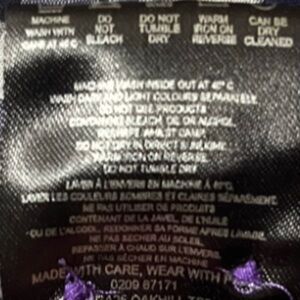 MACHINE DO DO NOT WARM CAN BE
WASH WITH NOT TUMBLE IRON ON DRY
CARE AT 40°C BLEACH DRY REVERSE CLEANED
MACHINE WASH INSIDE OUT AT 40° C
WASH DARK AND LIGHT COLOURS SEPARATELY.
DO NOT USE PRODUCTS
CONTAINING BLEACH, OIL OR ALCOHOL.
RESHAPE WHILST DAMP.
DO NOT DRY IN DIRECT SUNLIGHT.
WARM IRON ON REVERSE.
DO NOT TUMBLE DRY.
LAVER À L'ENVERS EN MACHINE À 40°C.
LAVER LES COULEURS SOMBRES ET CLAIRES SÉPARÉMENT.
NE PAS UTILISER DE PRODUITS
CONTENANT DE LA JAVEL, DE L'HUILE
OU DE L'ALCOOL. REDONNER SA FORME APRÈS LAVAGE.
NE PAS SÉCHER AU SOLEIL.
REPASSER À CHAUD SUR L'ENVERS.
NE PAS SÉCHER EN MACHINE
MADE WITH CARE, WEAR WITH
0209 87171